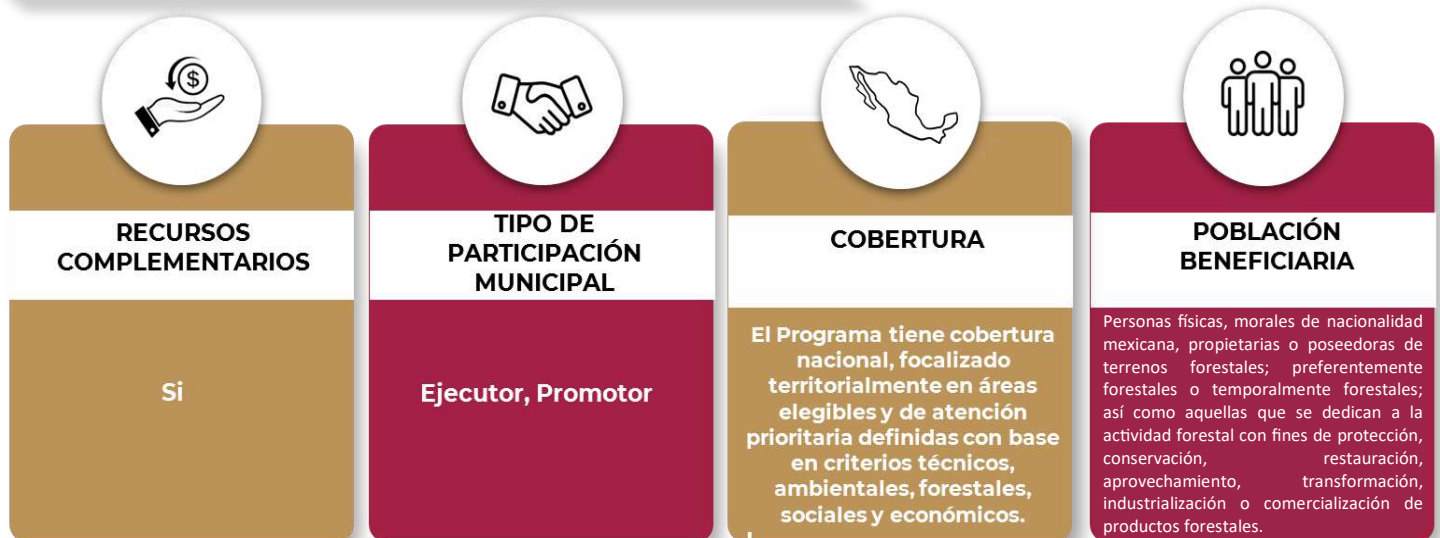 $
RECURSOS
COMPLEMENTARIOS
Si
TIPO DE
PARTICIPACIÓN
MUNICIPAL
Ejecutor, Promotor
COBERTURA
El Programa tiene cobertura
nacional, focalizado
territorialmente en áreas
elegibles y de atención
prioritaria definidas con base
en criterios técnicos,
ambientales, forestales,
sociales y económicos.
POBLACIÓN
BENEFICIARIA
Personas físicas, morales de nacionalidad
mexicana, propietarias o poseedoras de
terrenos forestales; preferentemente
forestales o temporalmente forestales;
así como aquellas que se dedican a la
actividad forestal con fines de protección,
conservación, restauración,
aprovechamiento, transformación,
industrialización o comercialización de
productos forestales.